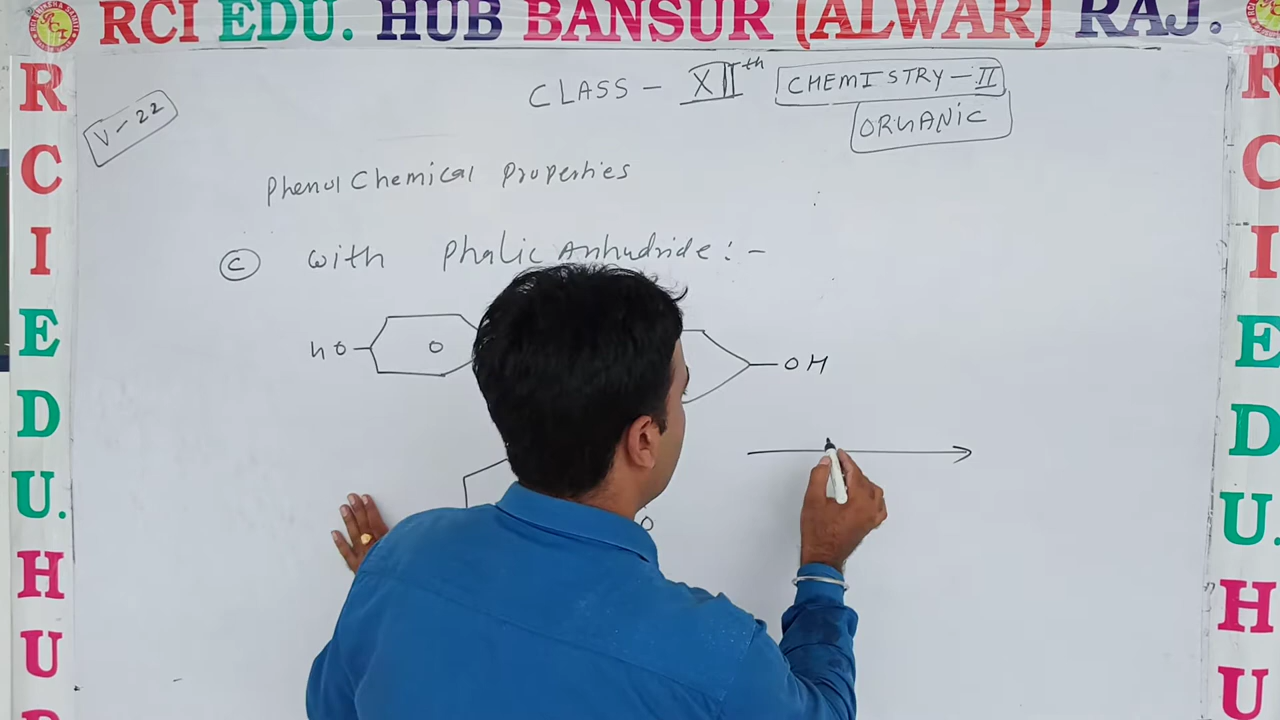 RCI EDU. HUB BANSUR (ALWAR) RAJ.
R
C
I
E
D
U.
H
U
R
C
I
E
D
U.
H
U
V-22
CLASS - XIIth CHEMISTRY-II
ORGANIC
Phenol Chemical Properties
C with Phalic Anhydride:-
HO O OH
O